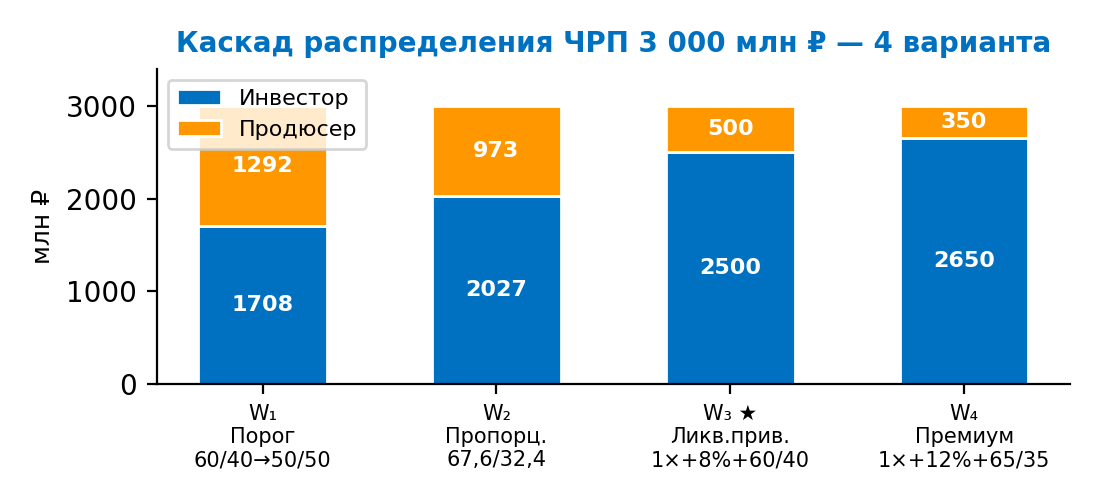 Каскад распределения ЧРП 3 000 млн ₽ — 4 варианта
млн ₽
3000
2000
1000
0
Инвестор
Продюсер
1292
1708
973
2027
500
2500
350
2650
W₁
Порог
60/40→50/50
W₂
Пропорц.
67,6/32,4
W₃ ★
Ликв.прив.
1×+8%+60/40
W₄
Премиум
1×+12%+65/35